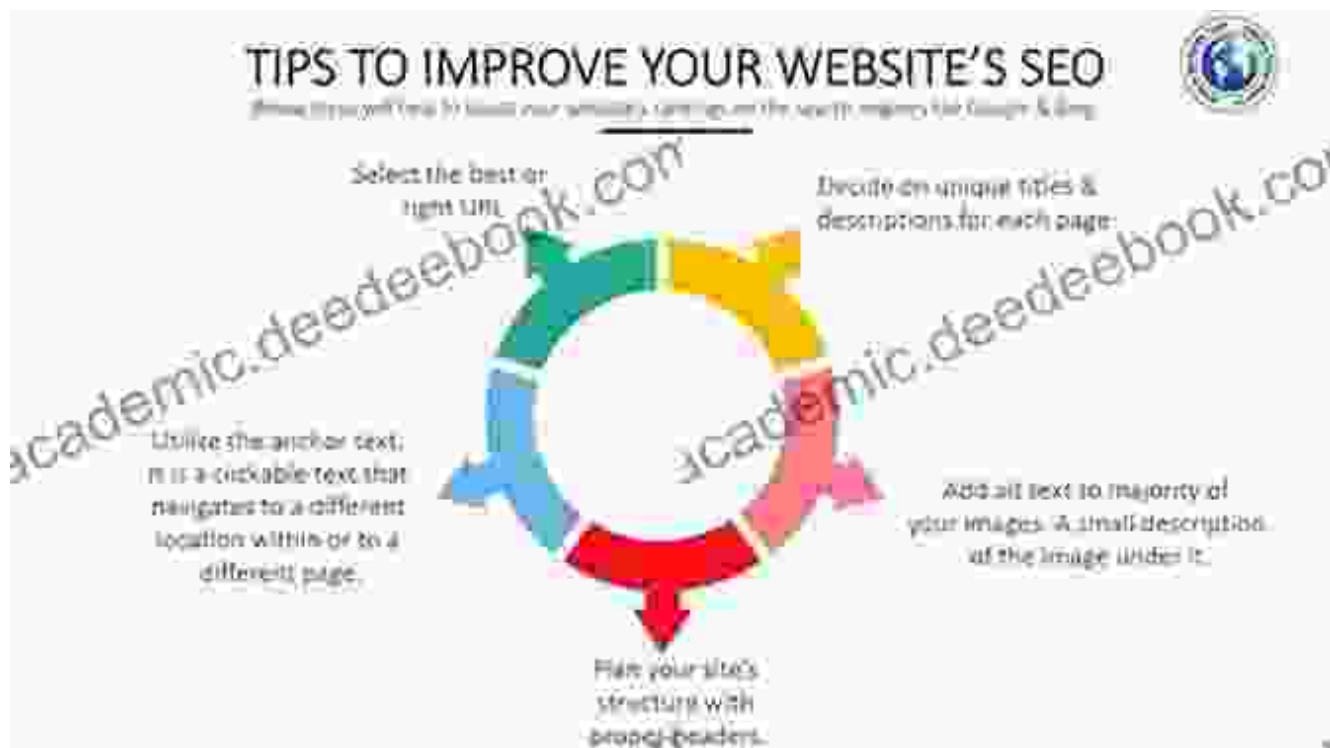 TIPS TO IMPROVE YOUR WEBSITE'S SEO
Select the best or
right URL
Decide on unique titles &
descriptions for each page.
academic.deedeebook.com
academic.deedeebook.co
Utilize the anchor text.
It is a clickable text that
navigates to a different
location within or to a
different page.
Add alt text to majority of
your images. A small description
of the image under it.
Plan your site's
structure with
proper headers.